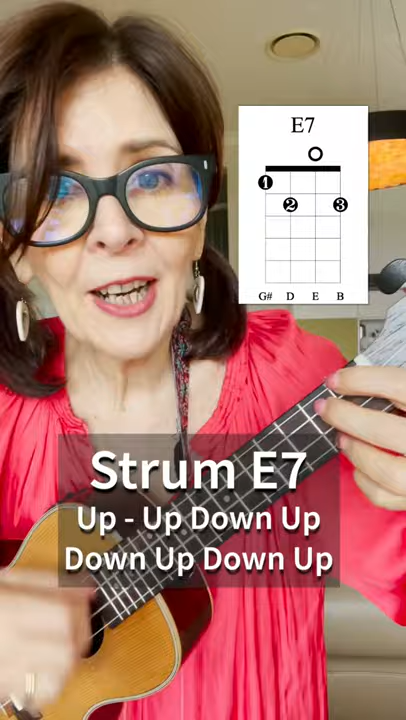 E7
1
2 3
G# D E B
Strum E7
Up - Up Down Up
Down Up Down Up